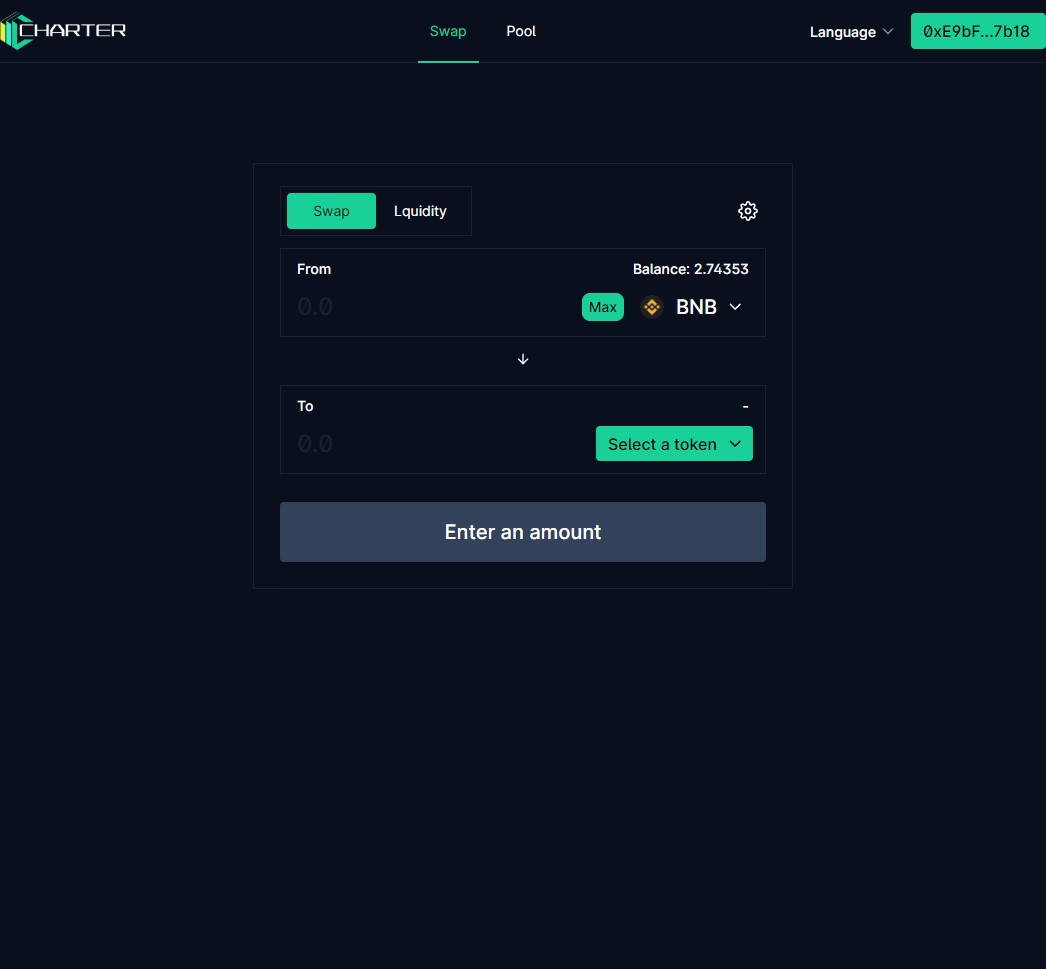 CHARTER
Swap
Pool
Language
0xE9bF...7b18
Swap
Lquidity
From
Balance: 2.74353
0.0
Max
BNB
To
-
0.0
Select a token
Enter an amount